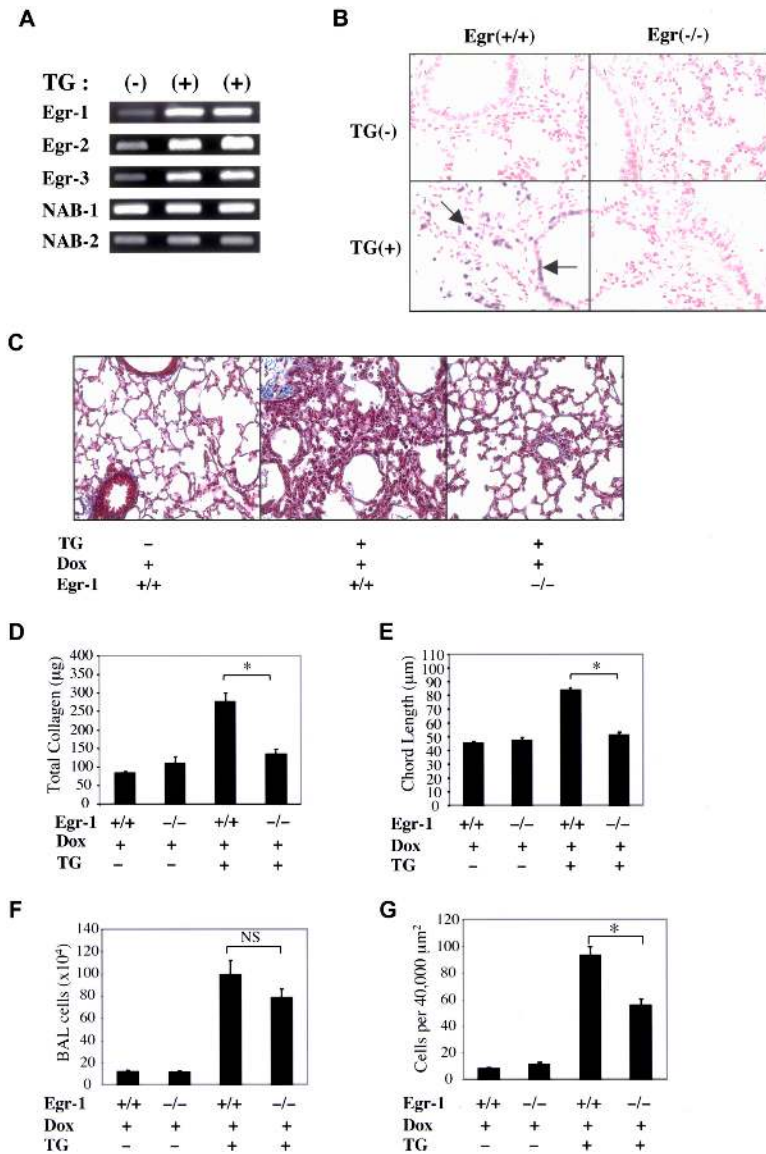 A
TG : (-) (+) (+)
Egr-1
Egr-2
Egr-3
NAB-1
NAB-2
B
Egr(+/+) Egr(-/-)
TG(-)
TG(+)
C
TG – + +
Dox + + +
Egr-1 +/+ +/+ –/–
D
Total Collagen (µg)
400
350
300
250
200
150
100
50
0
*
Egr-1 +/+ –/– +/+ –/–
Dox + + + +
TG – – + +
E
Chord Length (µm)
110
100
90
80
70
60
50
40
30
20
10
0
*
Egr-1 +/+ –/– +/+ –/–
Dox + + + +
TG – – + +
F
BAL cells (x10⁴)
140
120
100
80
60
40
20
0
NS
Egr-1 +/+ –/– +/+ –/–
Dox + + + +
TG – – + +
G
Cells per 40,000 µm²
120
100
80
60
40
20
0
*
Egr-1 +/+ –/– +/+ –/–
Dox + + + +
TG – – + +